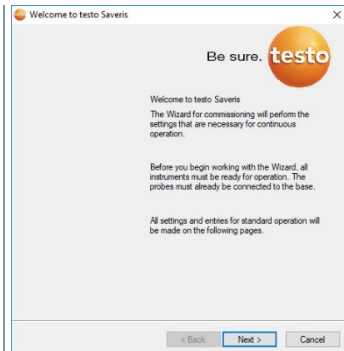 Welcome to testo Saveris
Be sure. testo
Welcome to testo Saveris
The Wizard for commissioning will perform the
settings that are necessary for continuous
operation.
Before you begin working with the Wizard, all
instruments must be ready for operation. The
probes must already be connected to the base.
All settings and entries for standard operation will
be made on the following pages.
< Back Next > Cancel